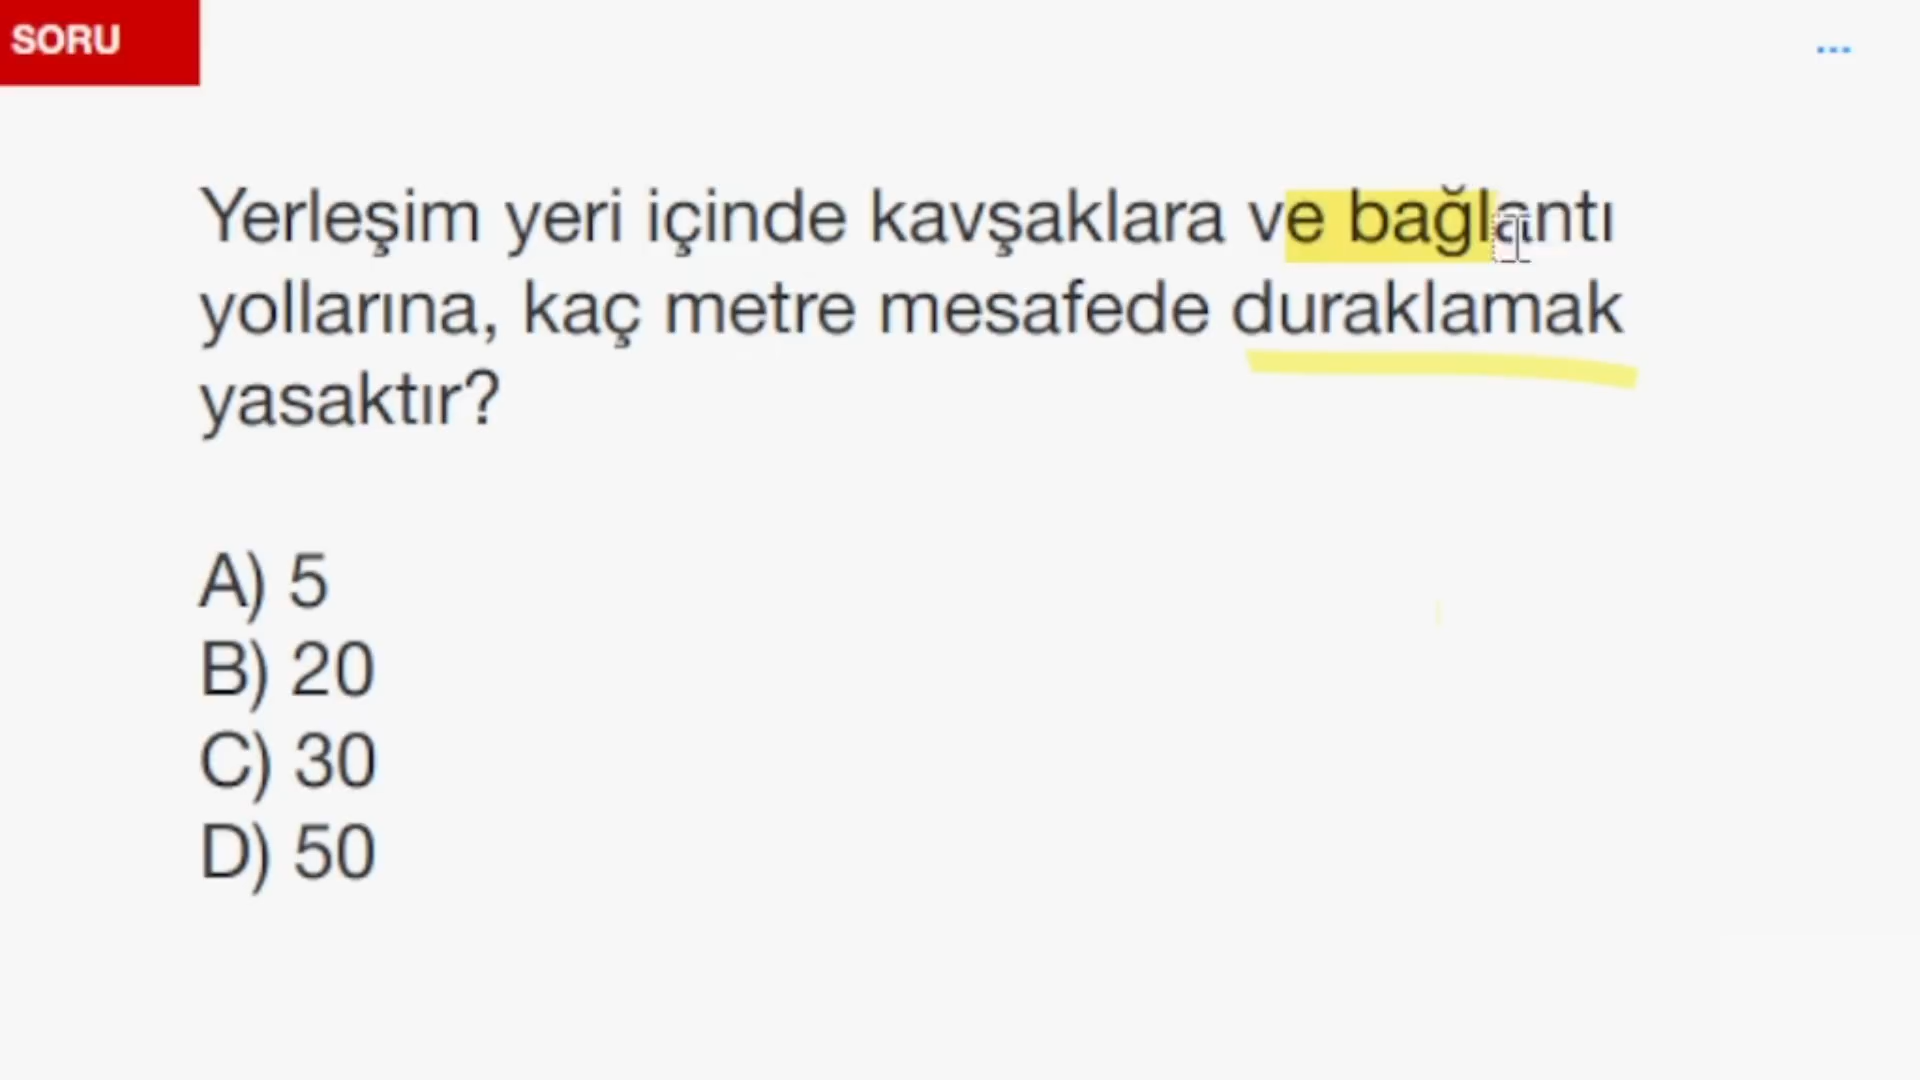 SORU
...
Yerleşim yeri içinde kavşaklara ve bağlantı
yollarına, kaç metre mesafede duraklamak
yasaktır?
A) 5
B) 20
C) 30
D) 50